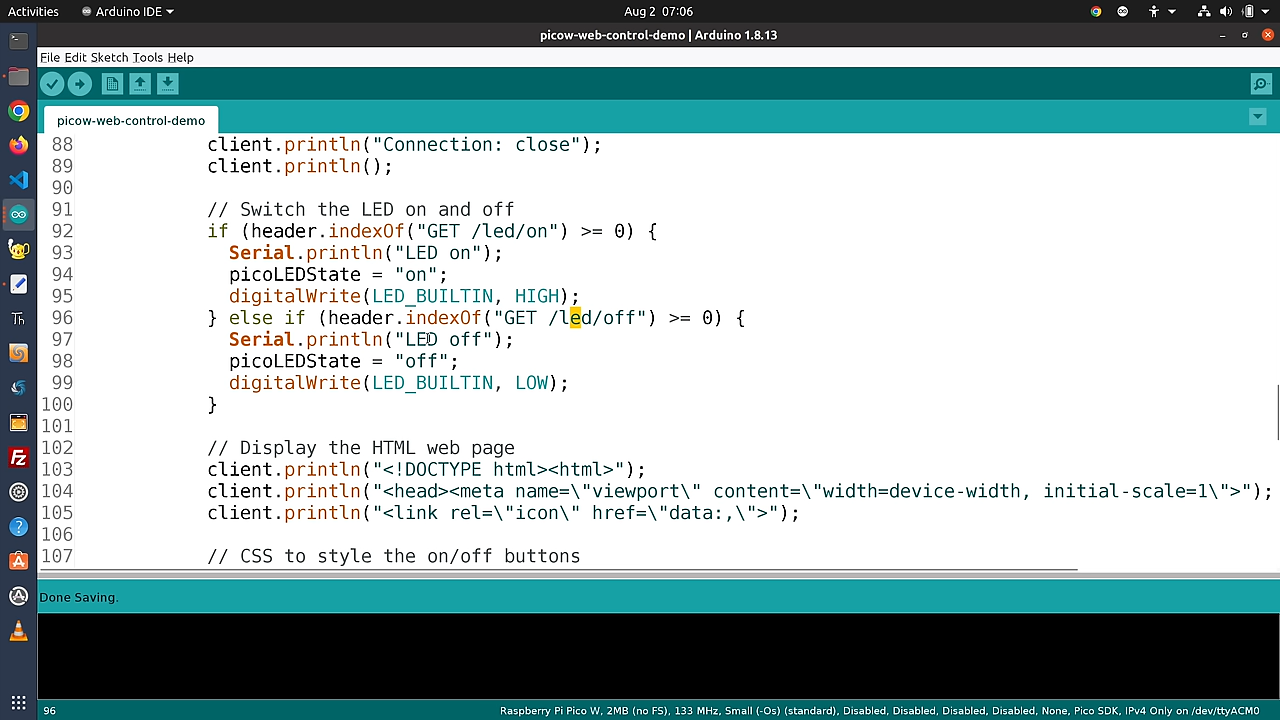 Activities Arduino IDE Aug 2 07:06
picow-web-control-demo | Arduino 1.8.13
File Edit Sketch Tools Help
picow-web-control-demo
88 client.println("Connection: close");
89 client.println();
90
91 // Switch the LED on and off
92 if (header.indexOf("GET /led/on") >= 0) {
93 Serial.println("LED on");
94 picoLEDState = "on";
95 digitalWrite(LED_BUILTIN, HIGH);
96 } else if (header.indexOf("GET /led/off") >= 0) {
97 Serial.println("LED off");
98 picoLEDState = "off";
99 digitalWrite(LED_BUILTIN, LOW);
100 }
101
102 // Display the HTML web page
103 client.println("<!DOCTYPE html><html>");
104 client.println("<head><meta name=\"viewport\" content=\"width=device-width, initial-scale=1\">");
105 client.println("<link rel=\"icon\" href=\"data:,\">");
106
107 // CSS to style the on/off buttons
Done Saving.
96 Raspberry Pi Pico W, 2MB (no FS), 133 MHz, Small (-Os) (standard), Disabled, Disabled, Disabled, Disabled, None, Pico SDK, IPv4 Only on /dev/ttyACM0